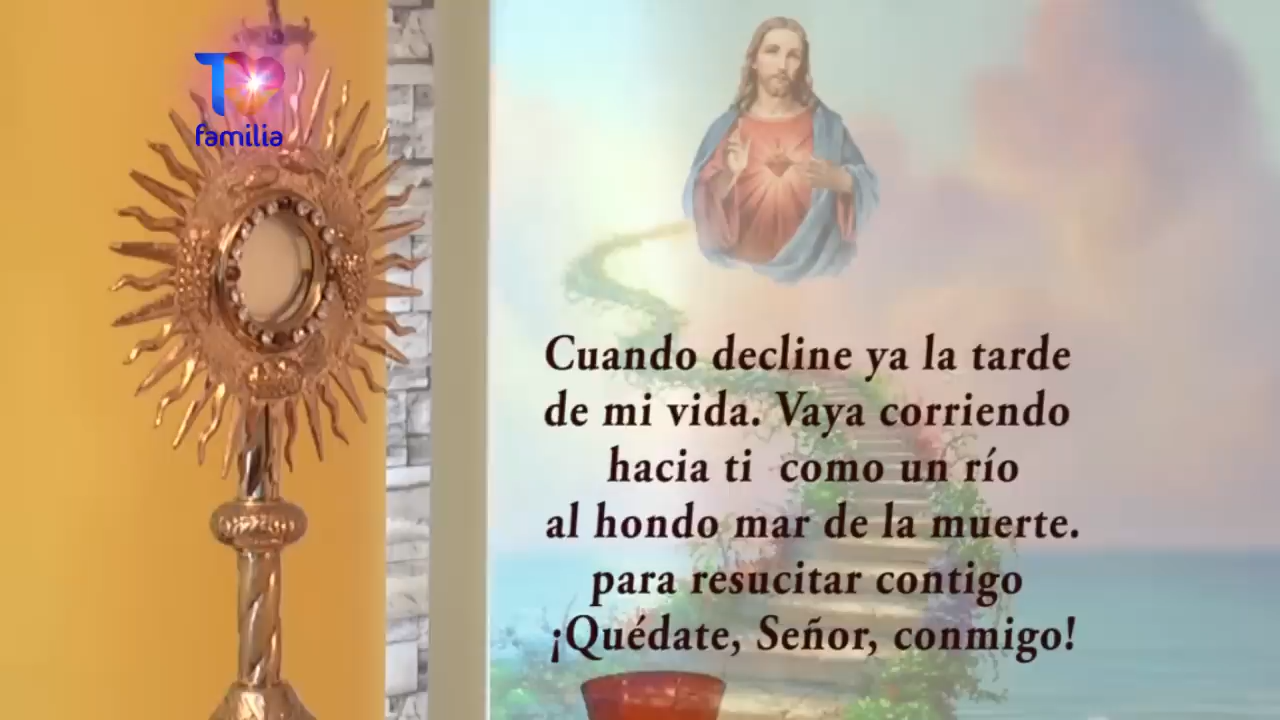 T
familia
Cuando decline ya la tarde
de mi vida. Vaya corriendo
hacia ti como un río
al hondo mar de la muerte.
para resucitar contigo
¡Quédate, Señor, conmigo!